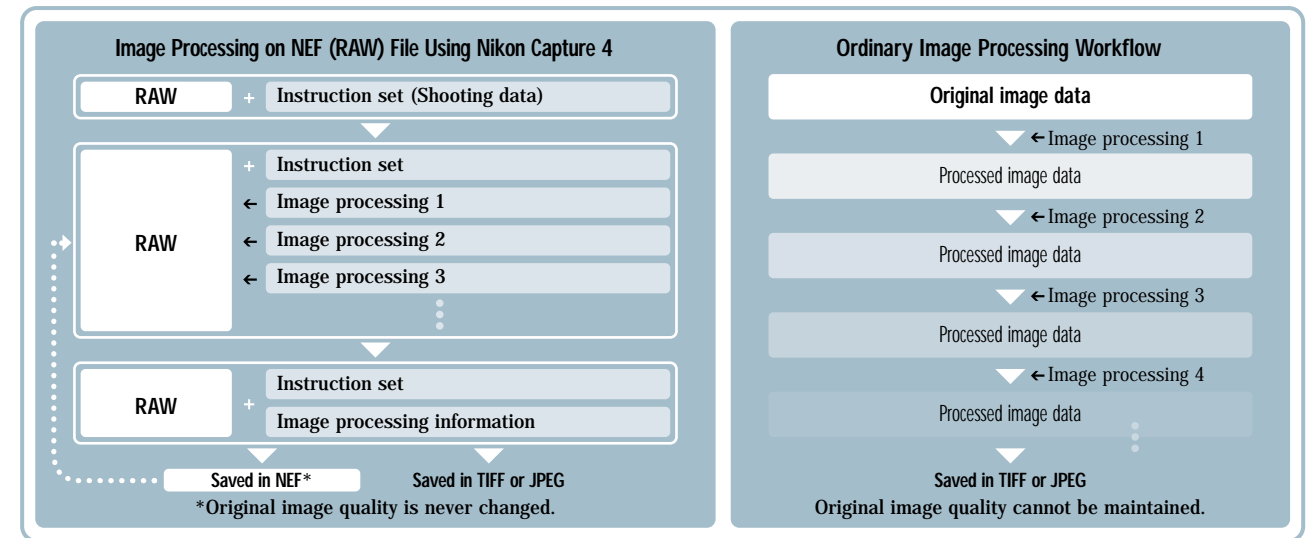 Image Processing on NEF (RAW) File Using Nikon Capture 4
RAW + Instruction set (Shooting data)
RAW
+ Instruction set
← Image processing 1
← Image processing 2
← Image processing 3
RAW +
Instruction set
Image processing information
Saved in NEF*
Saved in TIFF or JPEG
*Original image quality is never changed.
Ordinary Image Processing Workflow
Original image data
← Image processing 1
Processed image data
← Image processing 2
Processed image data
← Image processing 3
Processed image data
← Image processing 4
Processed image data
Saved in TIFF or JPEG
Original image quality cannot be maintained.